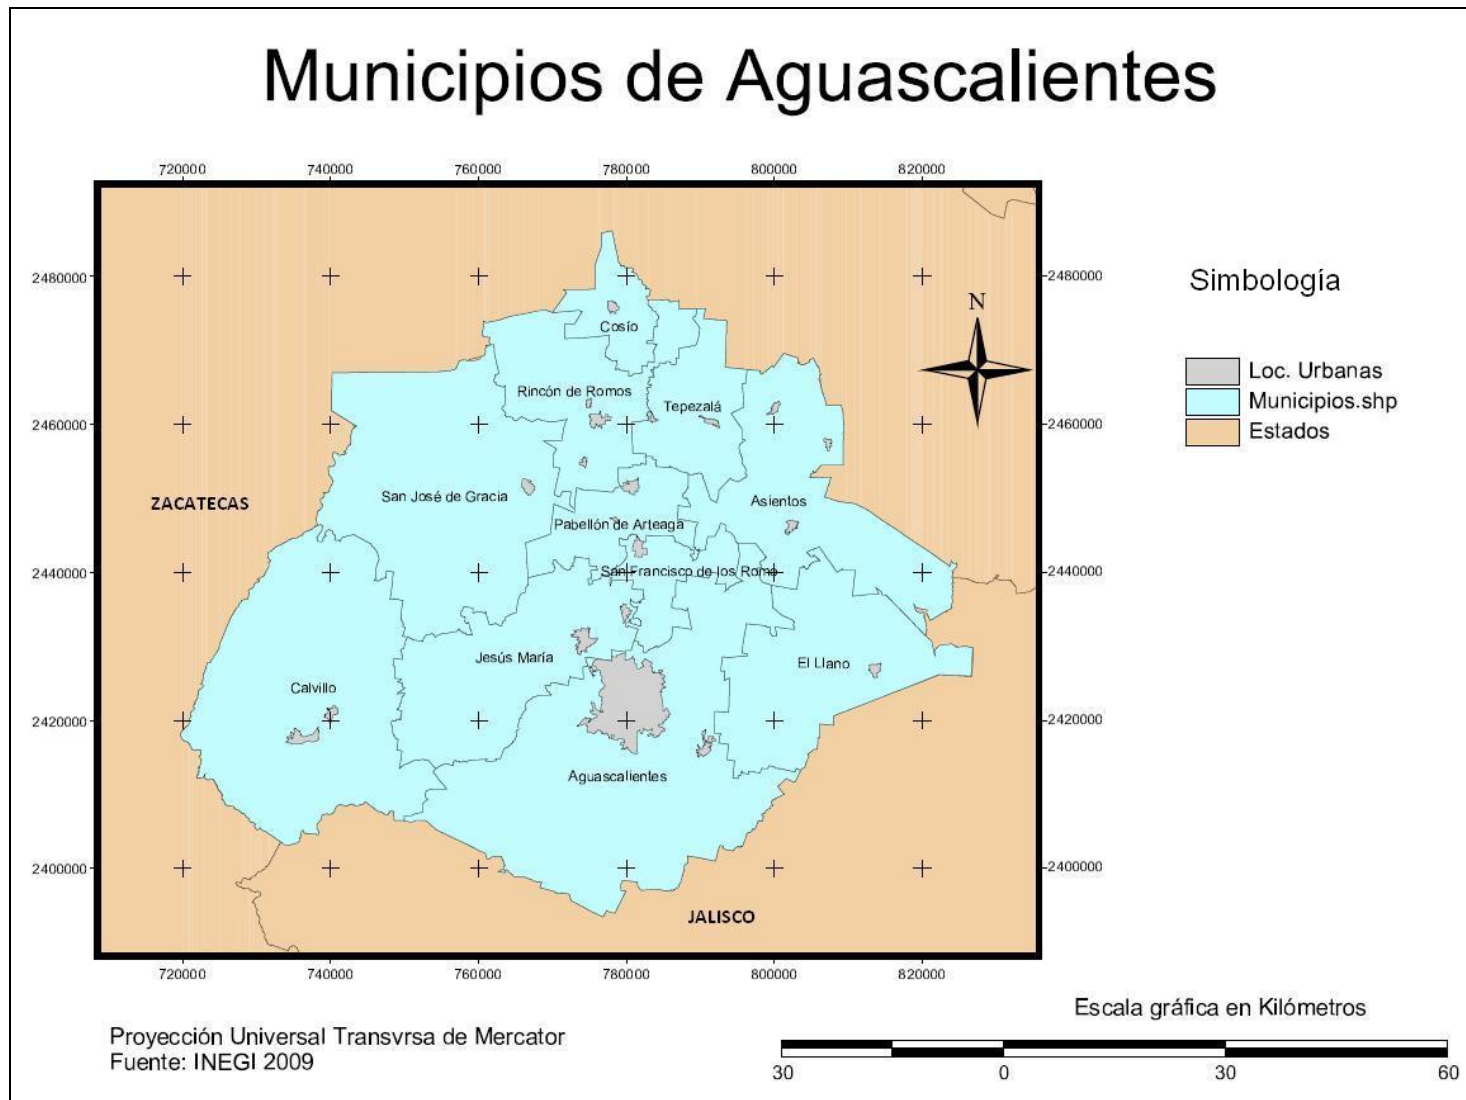 Municipios de Aguascalientes
720000 740000 760000 780000 800000 820000
2480000 2480000
Simbología
N
Cosío
Loc. Urbanas
Rincón de Romos
Tepezalá
Municipios.shp
2460000 2460000
Estados
ZACATECAS
San José de Gracia
Asientos
Pabellón de Arteaga
2440000 2440000
San Francisco de los Romo
Jesús María
El Llano
Calvillo
2420000 2420000
Aguascalientes
2400000 2400000
JALISCO
720000 740000 760000 780000 800000 820000
Escala gráfica en Kilómetros
Proyección Universal Transvrsa de Mercator
Fuente: INEGI 2009
30 0 30 60